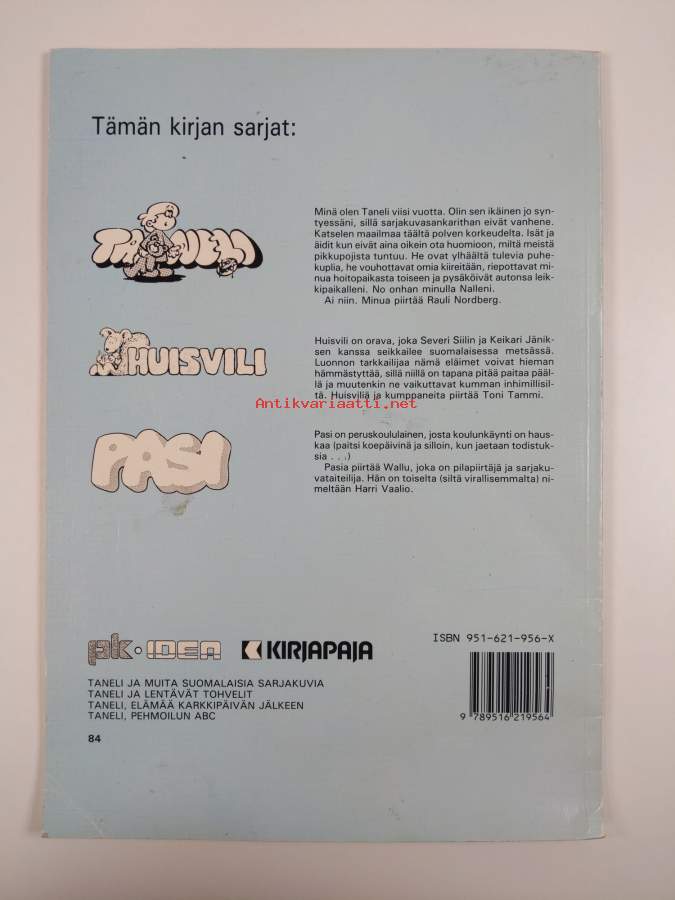 Tämän kirjan sarjat:
TANELI
Minä olen Taneli viisi vuotta. Olin sen ikäinen jo syn-
tyessäni, sillä sarjakuvasankarithan eivät vanhene.
Katselen maailmaa täältä polven korkeudelta. Isät ja
äidit kun eivät aina oikein ota huomioon, miltä meistä
pikkupojista tuntuu. He ovat ylhäältä tulevia puhe-
kuplia, he vouhottavat omia kiireitään, riepottavat mi-
nua hoitopaikasta toiseen ja pysäköivät autonsa leik-
kipaikalleni. No onhan minulla Nalleni.
Ai niin. Minua piirtää Rauli Nordberg.
HUISVILI
Huisvili on orava, joka Severi Siilin ja Keikari Jänik-
sen kanssa seikkailee suomalaisessa metsässä.
Luonnon tarkkailijaa nämä eläimet voivat hieman
hämmästyttää, sillä niillä on tapana pitää paitaa pääl-
lä ja muutenkin ne vaikuttavat kumman inhimillisil-
tä. Huisviliä ja kumppaneita piirtää Toni Tammi.
Antikvariaatti.net
PASI
Pasi on peruskoululainen, josta koulunkäynti on haus-
kaa (paitsi koepäivinä ja silloin, kun jaetaan todistuk-
sia . . .)
Pasia piirtää Wallu, joka on pilapiirtäjä ja sarjaku-
vataiteilija. Hän on toiselta (siltä virallisemmalta) ni-
meltään Harri Vaalio.
pk·IDEA KIRJAPAJA
ISBN 951-621-956-X
TANELI JA MUITA SUOMALAISIA SARJAKUVIA
TANELI JA LENTÄVÄT TOHVELIT
TANELI, ELÄMÄÄ KARKKIPÄIVÄN JÄLKEEN
TANELI, PEHMOILUN ABC
9 789516 219564
84